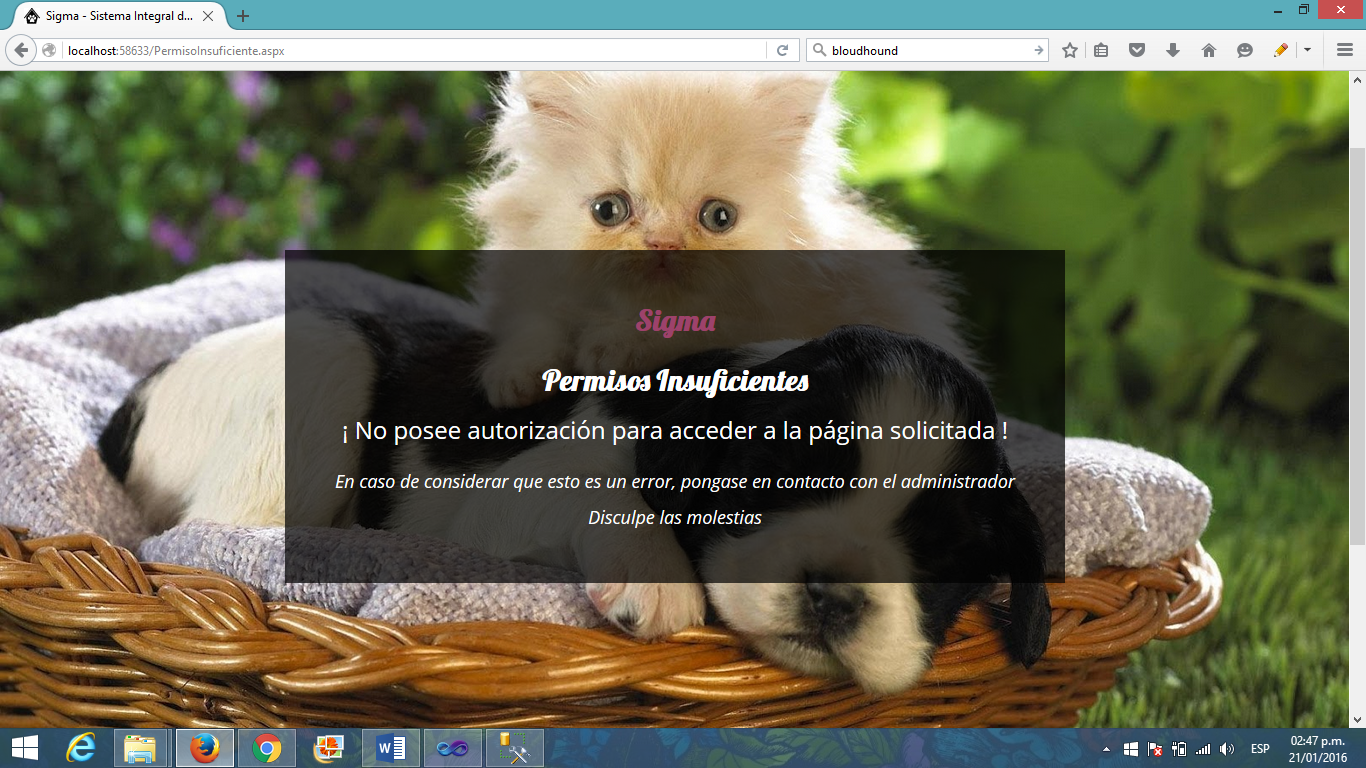 Sigma - Sistema Integral d...
localhost:58633/PermisoInsuficiente.aspx
bloudhound
Sigma
Permisos Insuficientes
¡ No posee autorización para acceder a la página solicitada !
En caso de considerar que esto es un error, pongase en contacto con el administrador
Disculpe las molestias
ESP
02:47 p.m.
21/01/2016